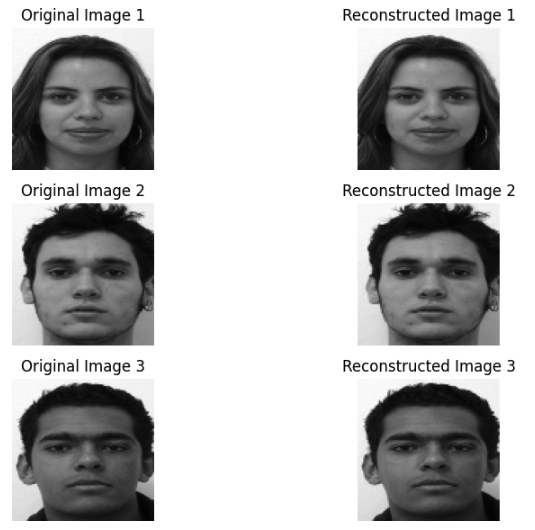 Original Image 1
Reconstructed Image 1
Original Image 2
Reconstructed Image 2
Original Image 3
Reconstructed Image 3